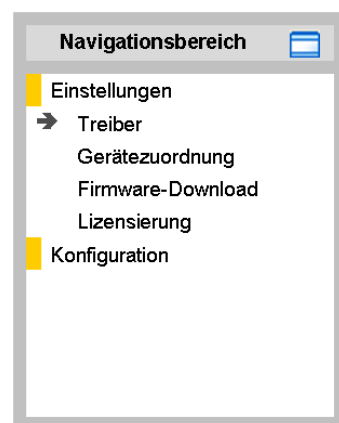 Navigationsbereich
Einstellungen
Treiber
Gerätezuordnung
Firmware-Download
Lizensierung
Konfiguration